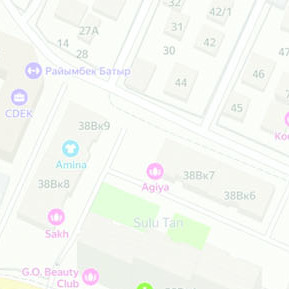 42/1
32
27А
31
14
42
28
30
Райымбек Батыр
46
44
CDEK
45
38Вк9
Amina
38Вк7
38Вк8
Agiya
38Вк6
Sulu Tan
Sakh
G.O. Beauty
Club